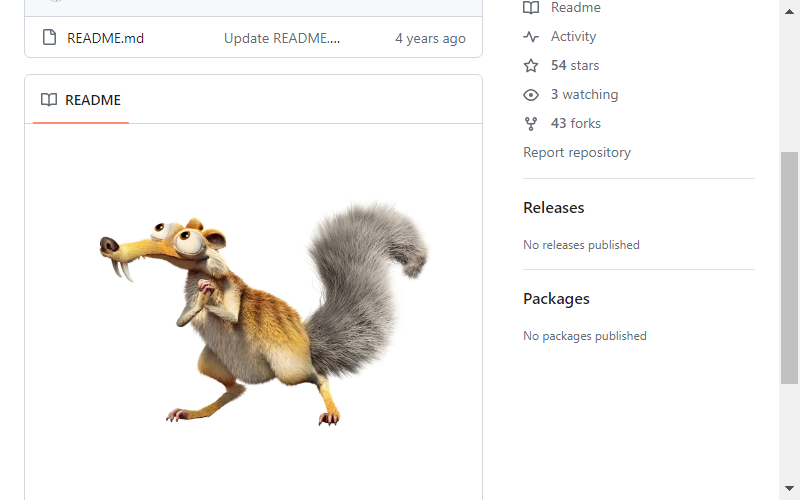 README.md Update README.... 4 years ago
README
Readme
Activity
54 stars
3 watching
43 forks
Report repository
Releases
No releases published
Packages
No packages published